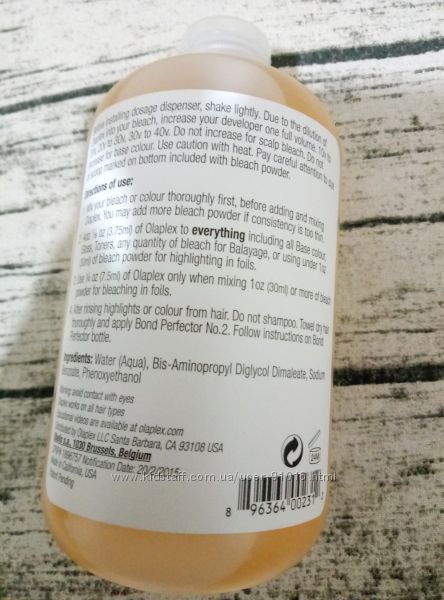 installing dosage dispenser, shake lightly. Due to the dilution of
into your bleach, increase your developer one full volume. 10v to
20v to 30v, 30v to 40v. Do not increase for scalp bleach. Do not
increase for base colour. Use caution with heat. Pay careful attention to
scoop marked on bottom included with bleach powder.
Directions of use:
your bleach or colour thoroughly first, before adding and mixing
Olaplex. You may add more bleach powder if consistency is too thin.
Add ⅛ oz (3.75ml) of Olaplex to everything including all Base colour,
Gloss, Toners, any quantity of bleach for Balayage, or using under 1oz
of bleach powder for highlighting in foils.
Use ¼ oz (7.5ml) of Olaplex only when mixing 1oz (30ml) or more of bleach
powder for bleaching in foils.
After rinsing highlights or colour from hair. Do not shampoo. Towel dry hair
thoroughly and apply Bond Perfector No.2. Follow instructions on Bond
Perfector bottle.
Ingredients: Water (Aqua), Bis-Aminopropyl Diglycol Dimaleate, Sodium
Benzoate, Phenoxyethanol
Warning: avoid contact with eyes
Olaplex works on all hair types
Educational videos are available at olaplex.com
Distributed by Olaplex LLC Santa Barbara, CA 93108 USA
s.a., 1030 Brussels, Belgium
1896757 Notification Date: 20/2/2015
Made in California, USA
Patent Pending
24M
8 96364 00231
www.kidstaff.com.ua/user-91010.html